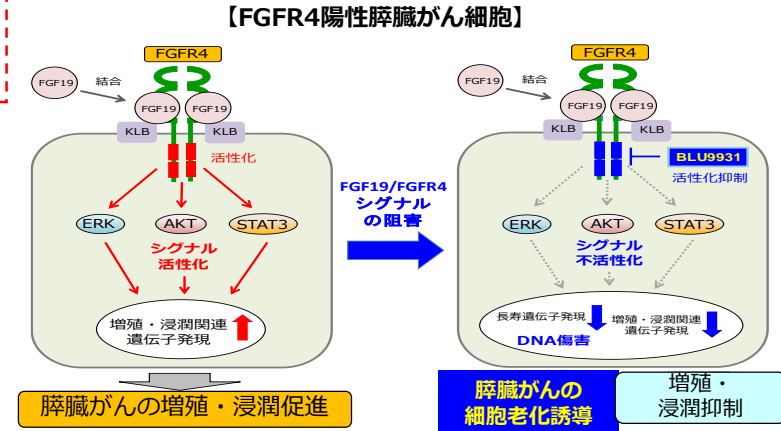 【FGFR4陽性膵臓がん細胞】
FGFR4
FGF19
結合
FGF19
FGF19
KLB
KLB
活性化
ERK
AKT
STAT3
シグナル
活性化
増殖・浸潤関連
遺伝子発現
膵臓がんの増殖・浸潤促進
FGF19/FGFR4
シグナル
の阻害
FGFR4
FGF19
結合
FGF19
FGF19
KLB
KLB
BLU9931
活性化抑制
ERK
AKT
STAT3
シグナル
不活性化
長寿遺伝子発現
DNA傷害
増殖・浸潤関連
遺伝子発現
膵臓がんの
細胞老化誘導
増殖・
浸潤抑制